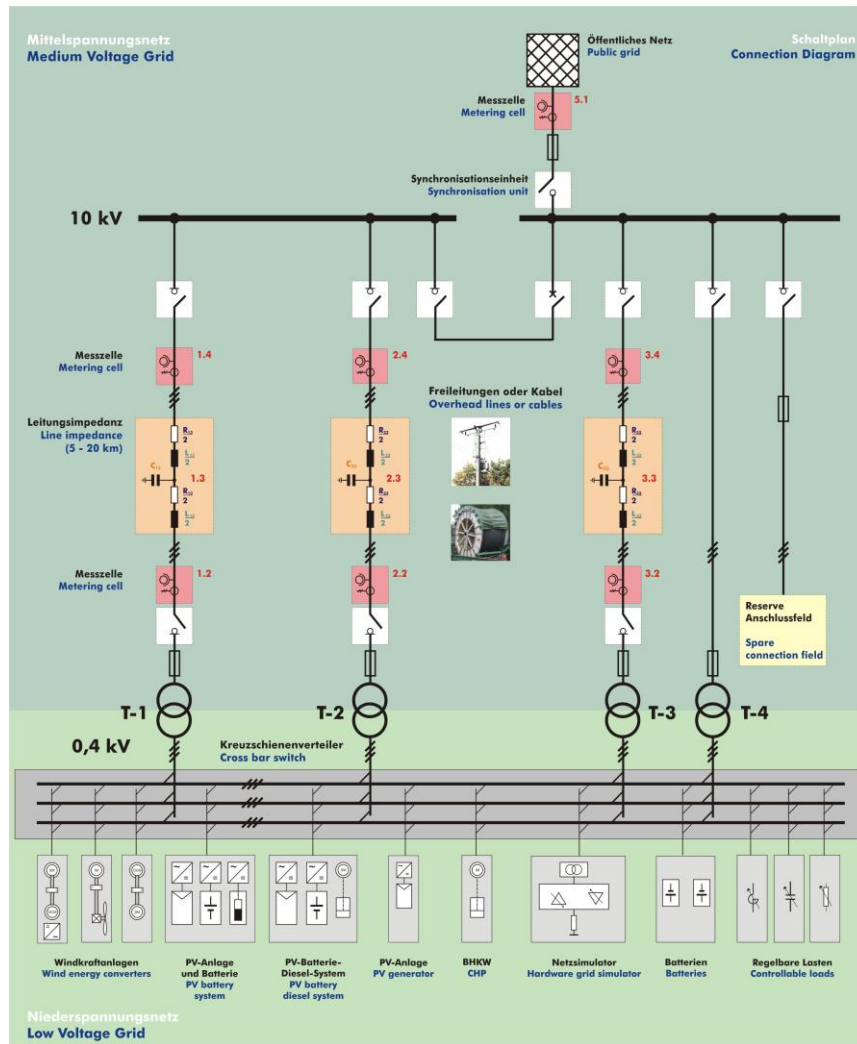 Mittelspannungsnetz
Medium Voltage Grid
Öffentliches Netz
Public grid
Schaltplan
Connection Diagram
Messzelle
Metering cell
5.1
Synchronisationseinheit
Synchronisation unit
10 kV
Messzelle
Metering cell
1.4
2.4
3.4
Freileitungen oder Kabel
Overhead lines or cables
Leitungsimpedanz
Line impedance
(5 - 20 km)
1.3
2.3
3.3
Messzelle
Metering cell
1.2
2.2
3.2
Reserve
Anschlussfeld
Spare
connection field
T-1
T-2
T-3
T-4
0,4 kV
Kreuzschienenverteiler
Cross bar switch
Windkraftanlagen
Wind energy converters
PV-Anlage
und Batterie
PV battery
system
PV-Batterie-
Diesel-System
PV battery
diesel system
PV-Anlage
PV generator
BHKW
CHP
Netzsimulator
Hardware grid simulator
Batterien
Batteries
Regelbare Lasten
Controllable loads
Niederspannungsnetz
Low Voltage Grid